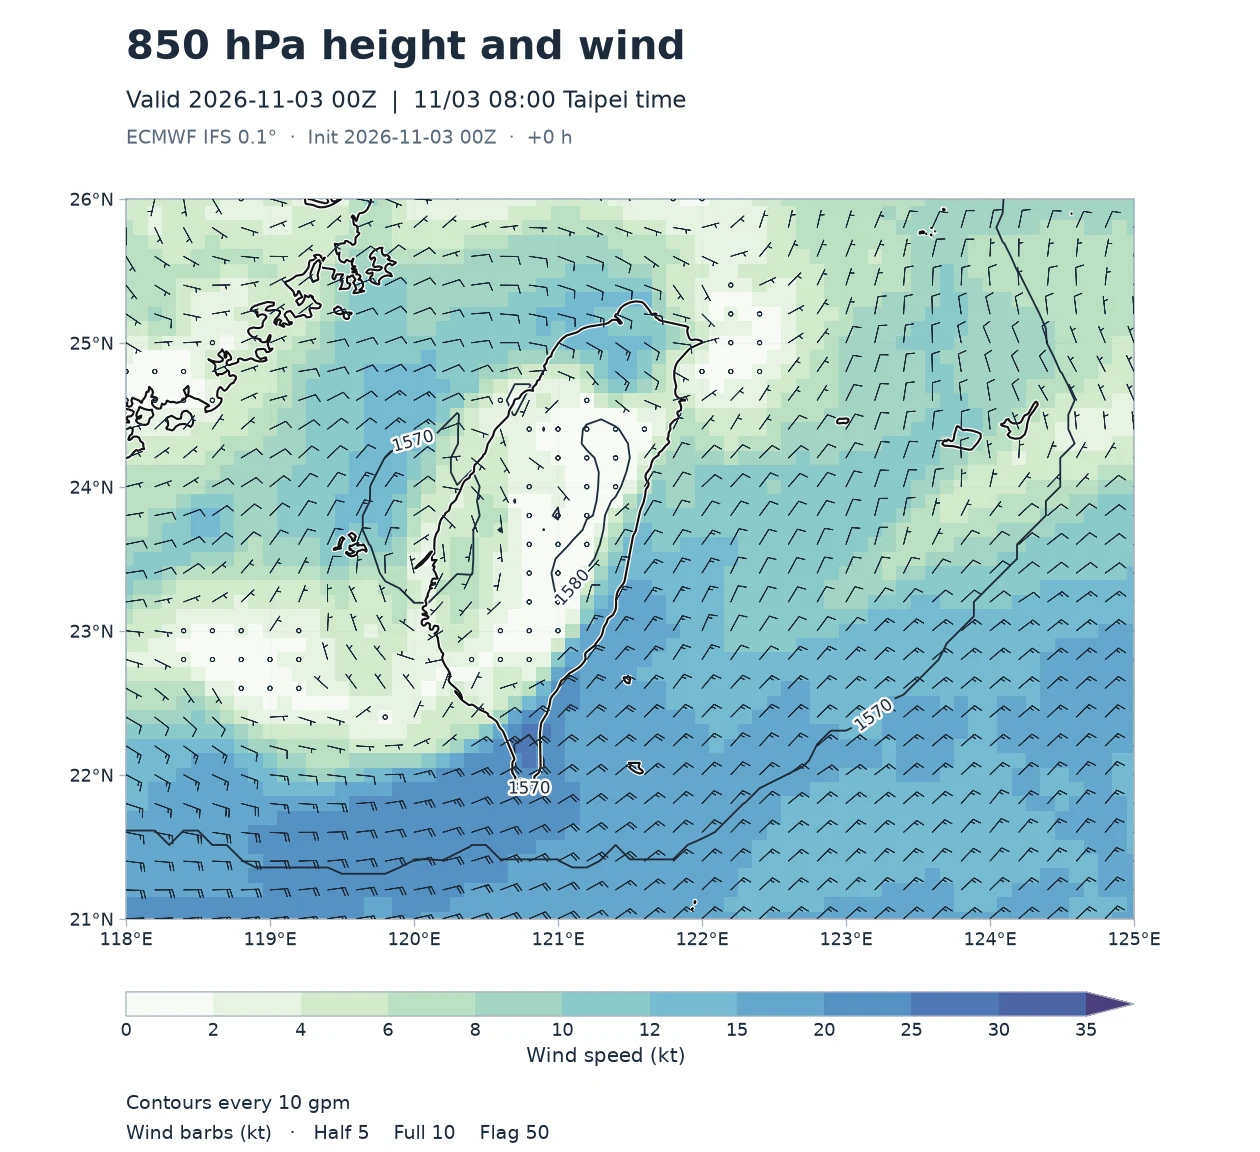 850 hPa height and wind
Valid 2026-11-03 00Z | 11/03 08:00 Taipei time
ECMWF IFS 0.1° · Init 2026-11-03 00Z · +0 h
26°N
25°N
1570
24°N
1580
23°N
1570
22°N
1570
21°N
118°E 119°E 120°E 121°E 122°E 123°E 124°E 125°E
0 2 4 6 8 10 12 15 20 25 30 35
Wind speed (kt)
Contours every 10 gpm
Wind barbs (kt) · Half 5 Full 10 Flag 50